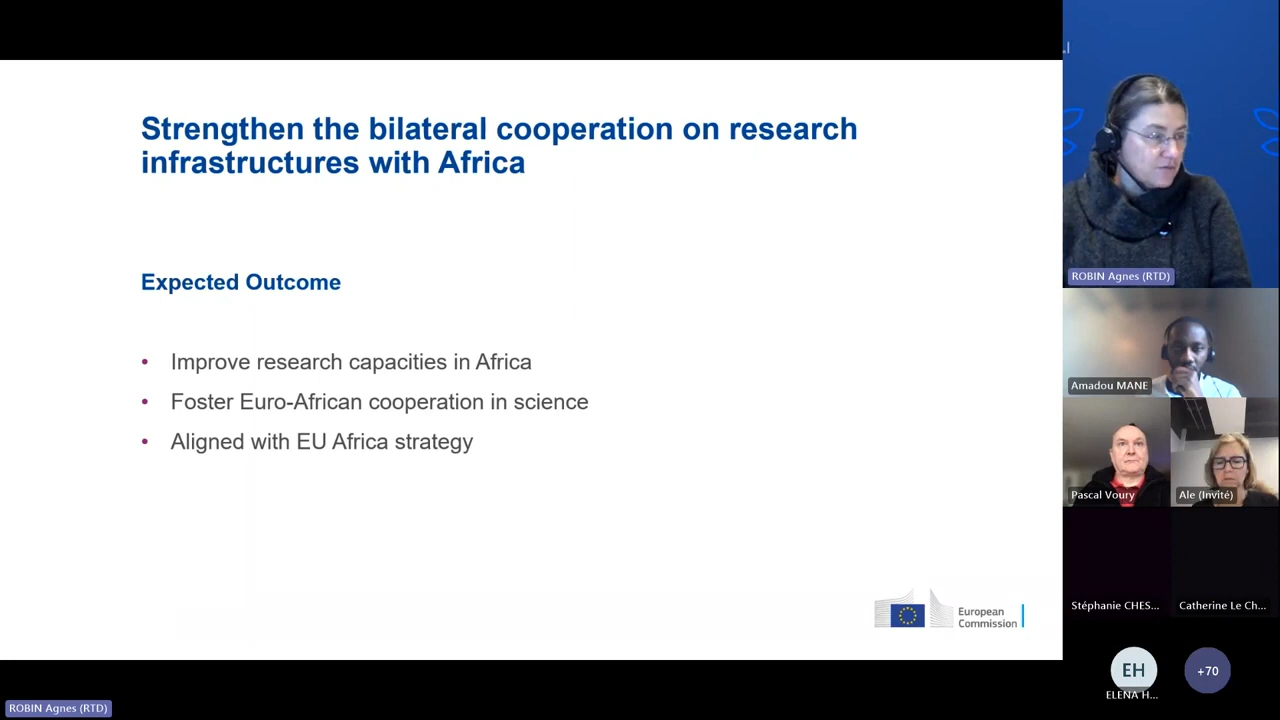 Strengthen the bilateral cooperation on research
infrastructures with Africa
Expected Outcome
• Improve research capacities in Africa
• Foster Euro-African cooperation in science
• Aligned with EU Africa strategy
European
Commission
ROBIN Agnes (RTD)
Amadou MANE
Pascal Voury
Ale (Invité)
Stéphanie CHES...
Catherine Le Ch...
EH
ELENA H...
+70
ROBIN Agnes (RTD)